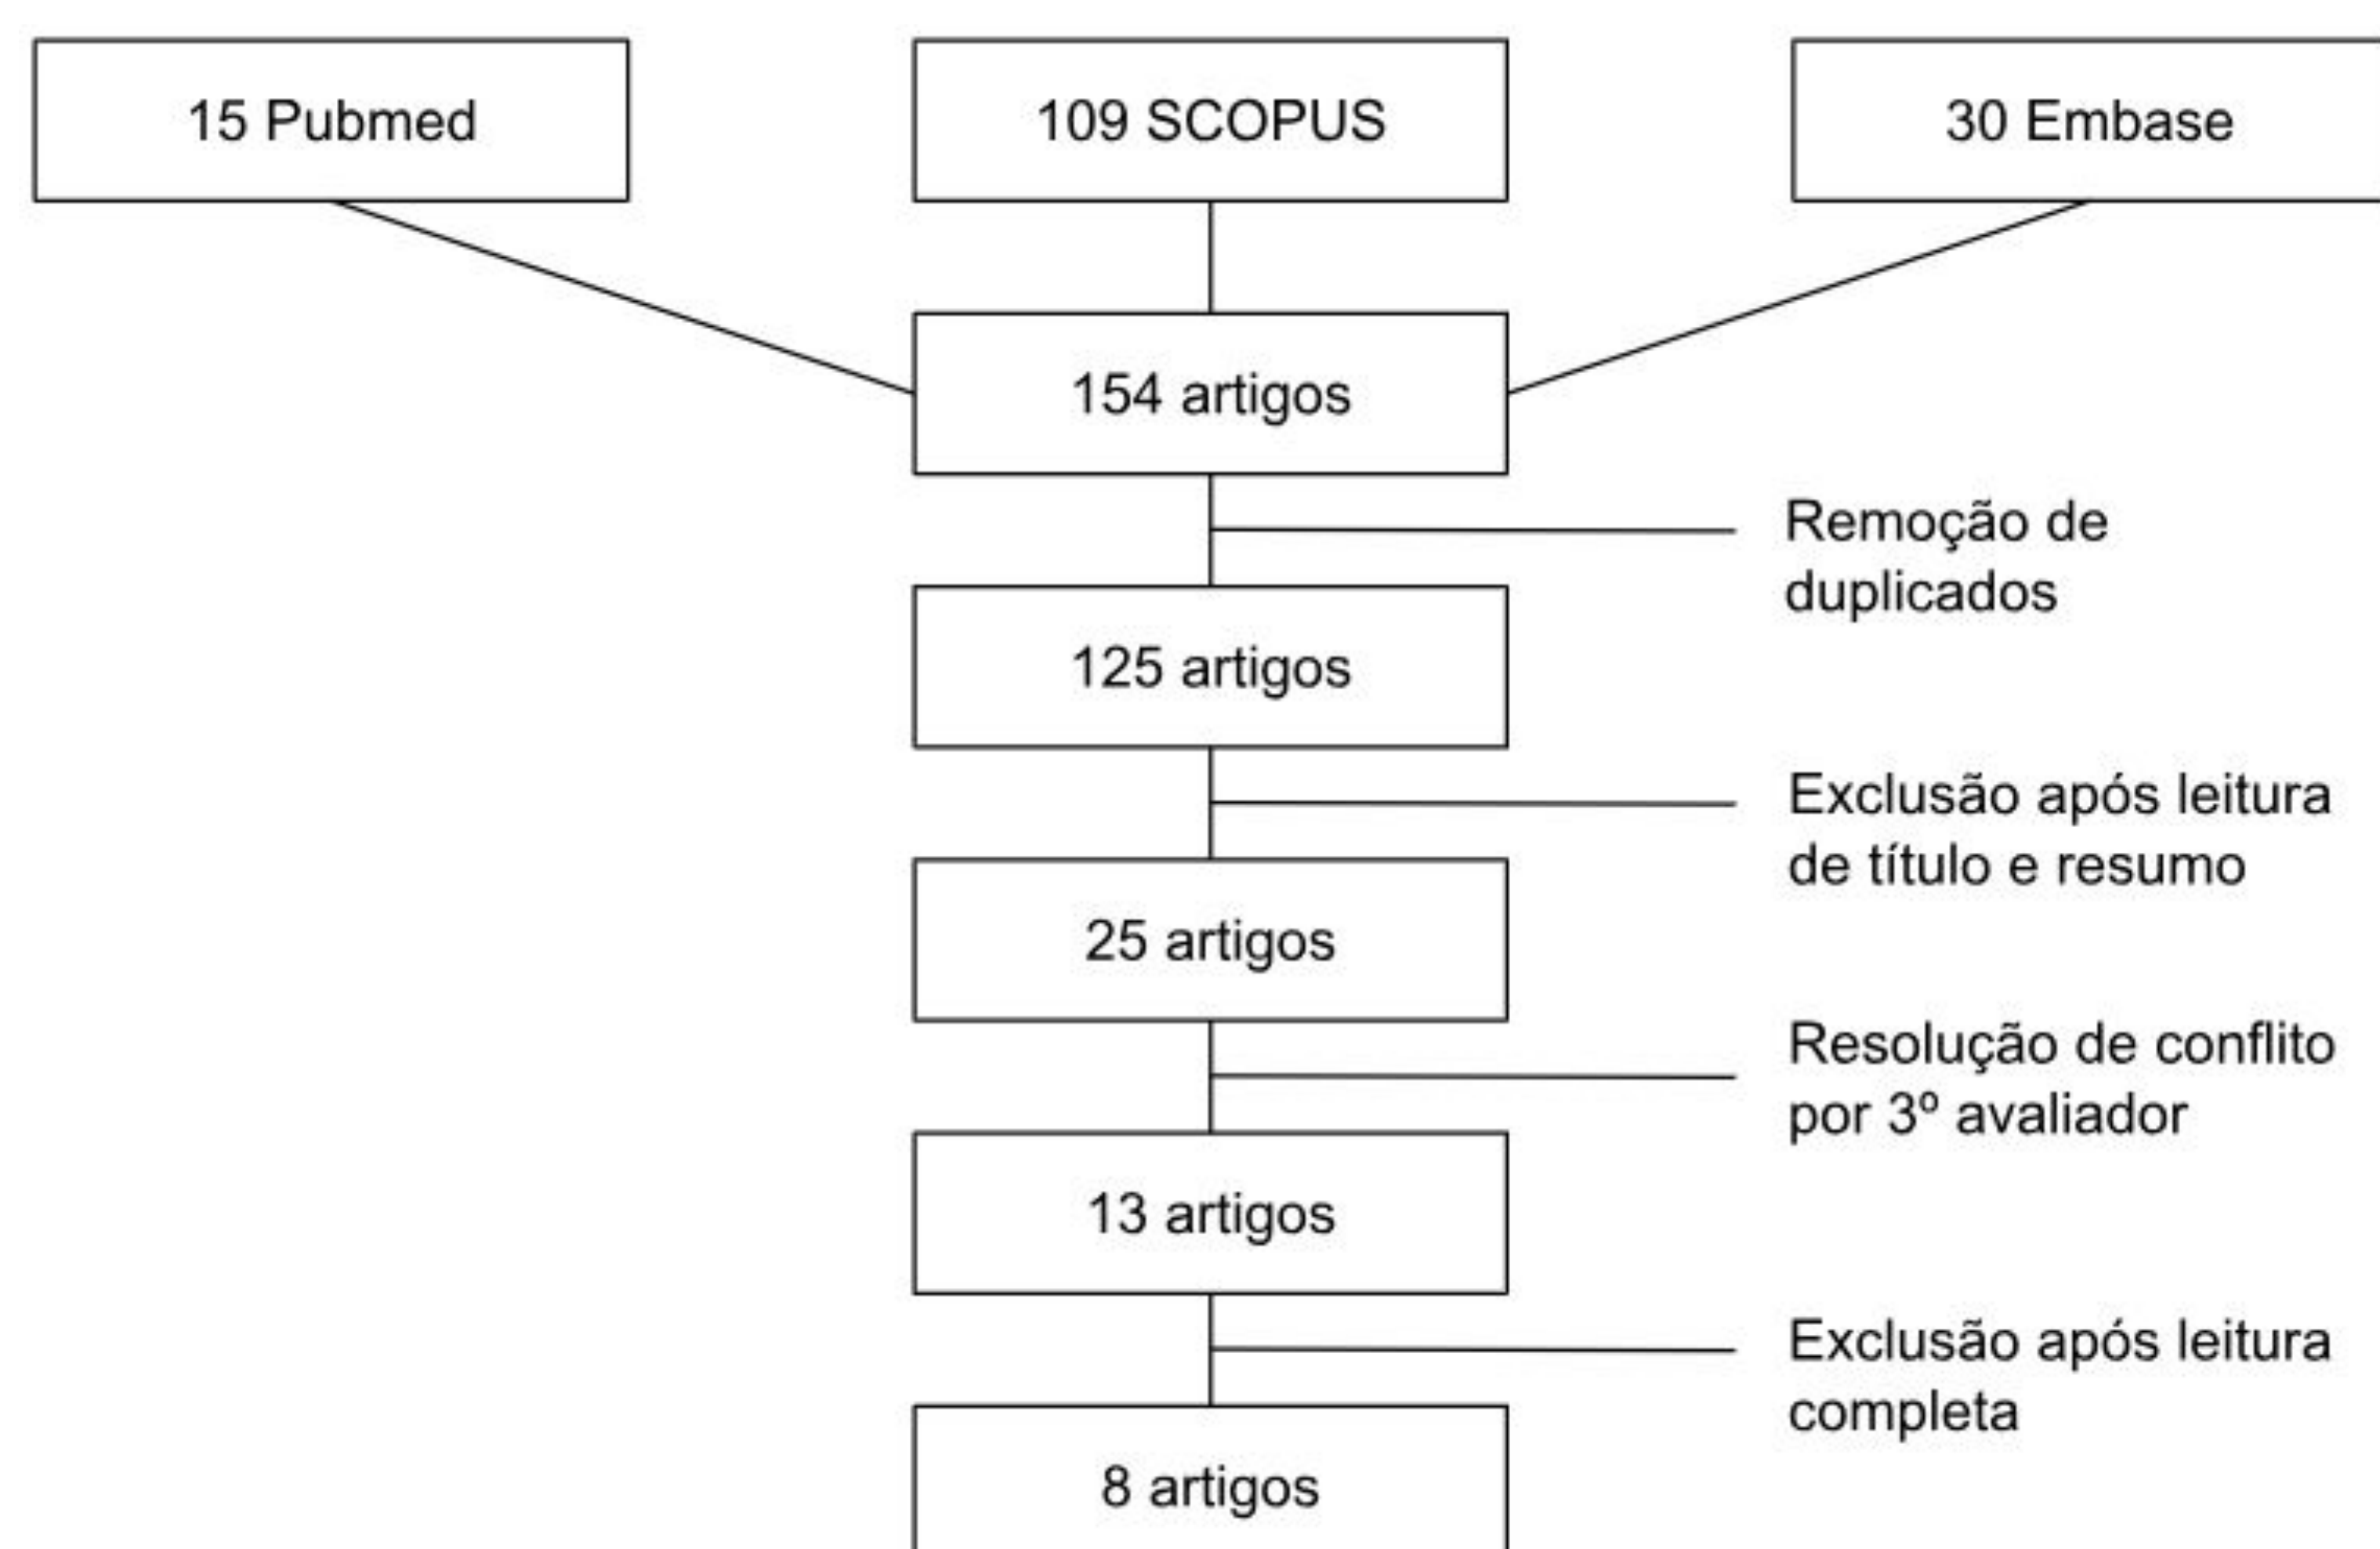 15 Pubmed
109 SCOPUS
30 Embase
154 artigos
Remoção de
duplicados
125 artigos
Exclusão após leitura
de título e resumo
25 artigos
Resolução de conflito
por 3º avaliador
13 artigos
Exclusão após leitura
completa
8 artigos